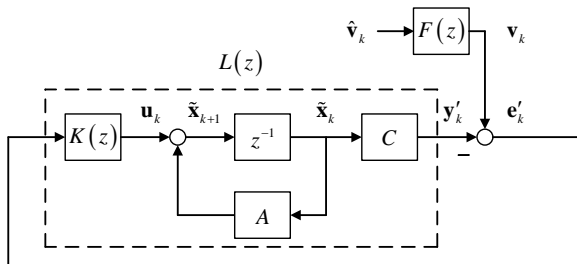 v̂ₖ
F(z)
vₖ
L(z)
K(z)
uₖ
x̃ₖ₊₁
z⁻¹
x̃ₖ
C
y′ₖ
−
e′ₖ
A